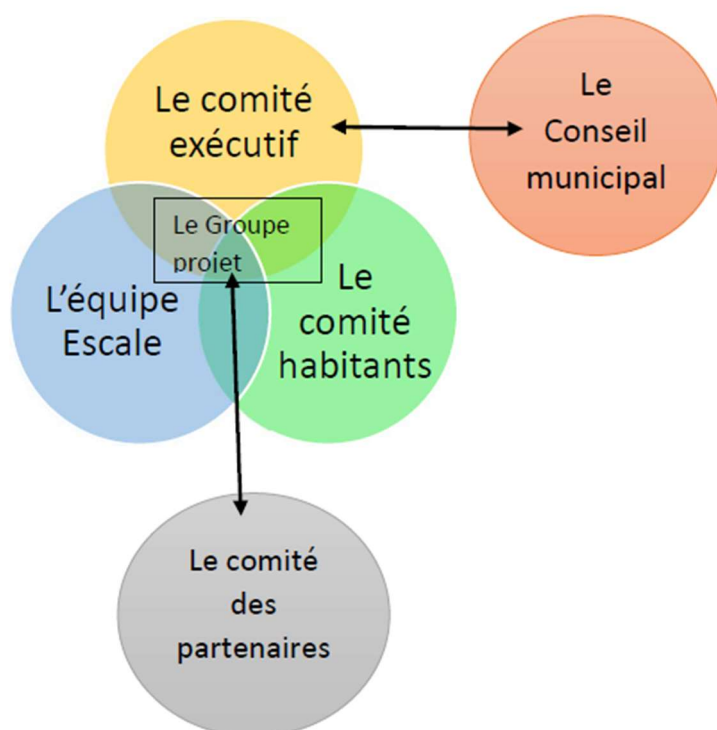 Le comité
exécutif
Le
Conseil
municipal
Le Groupe
projet
L'équipe
Escale
Le
comité
habitants
Le comité
des
partenaires